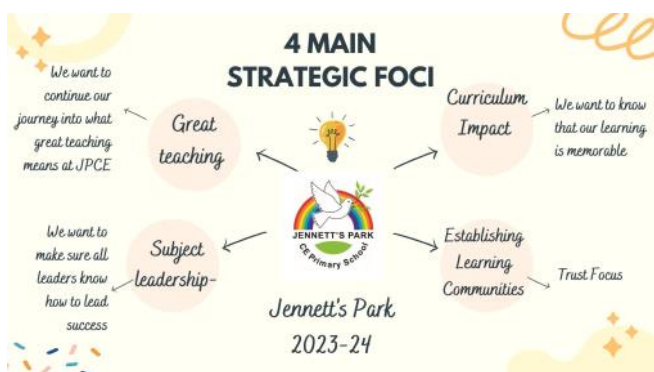 4 MAIN
STRATEGIC FOCI
We want to
continue our
journey into what
great teaching
means at JPCE
Great
teaching
Curriculum
Impact
We want to know
that our learning
is memorable
JENNETT'S PARK
CE Primary School
We want to
make sure all
leaders know
how to lead
success
Subject
leadership-
Establishing
Learning
Communities
Trust Focus
Jennett's Park
2023-24